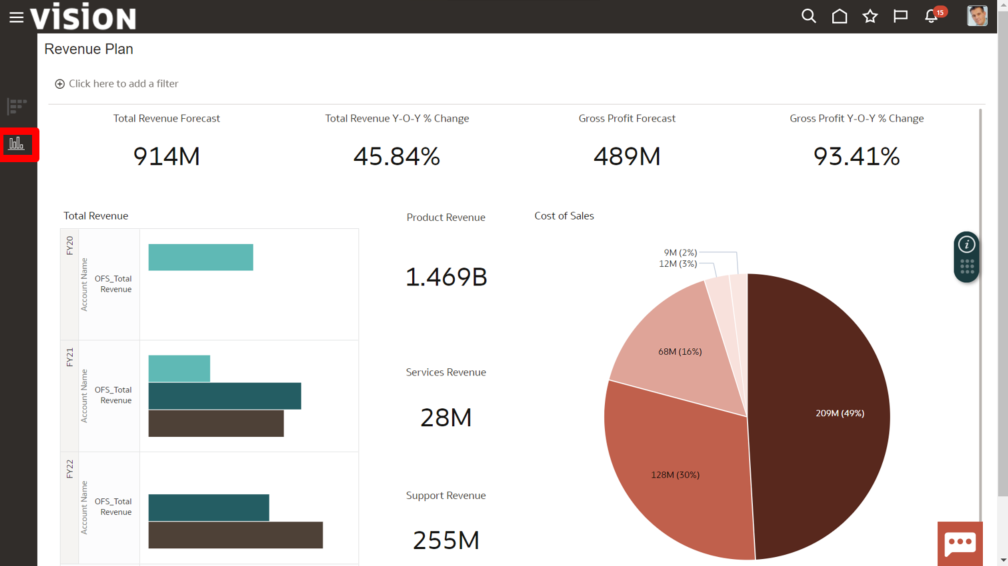 vision
15
Revenue Plan
Click here to add a filter
Total Revenue Forecast
Total Revenue Y-O-Y % Change
Gross Profit Forecast
Gross Profit Y-O-Y % Change
914M
45.84%
489M
93.41%
Total Revenue
Product Revenue
Cost of Sales
FY20
Account Name
OFS_Total
Revenue
1.469B
9M (2%)
12M (3%)
FY21
Account Name
OFS_Total
Revenue
Services Revenue
28M
68M (16%)
209M (49%)
128M (30%)
FY22
Account Name
OFS_Total
Revenue
Support Revenue
255M